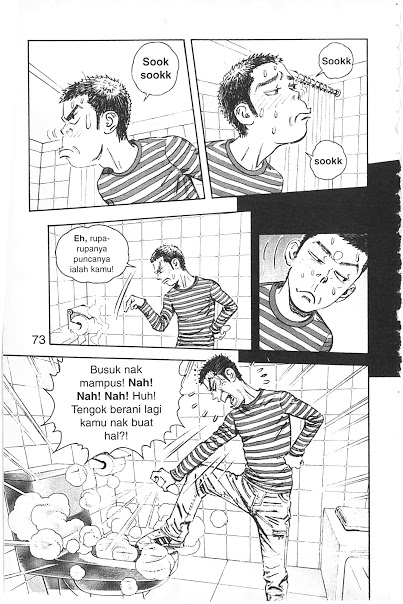 Sook
sookk
Sookk
sookk
Eh, rupa-
rupanya
puncanya
ialah kamu!
73
Busuk nak
mampus! Nah!
Nah! Nah! Huh!
Tengok berani lagi
kamu nak buat
hal?!